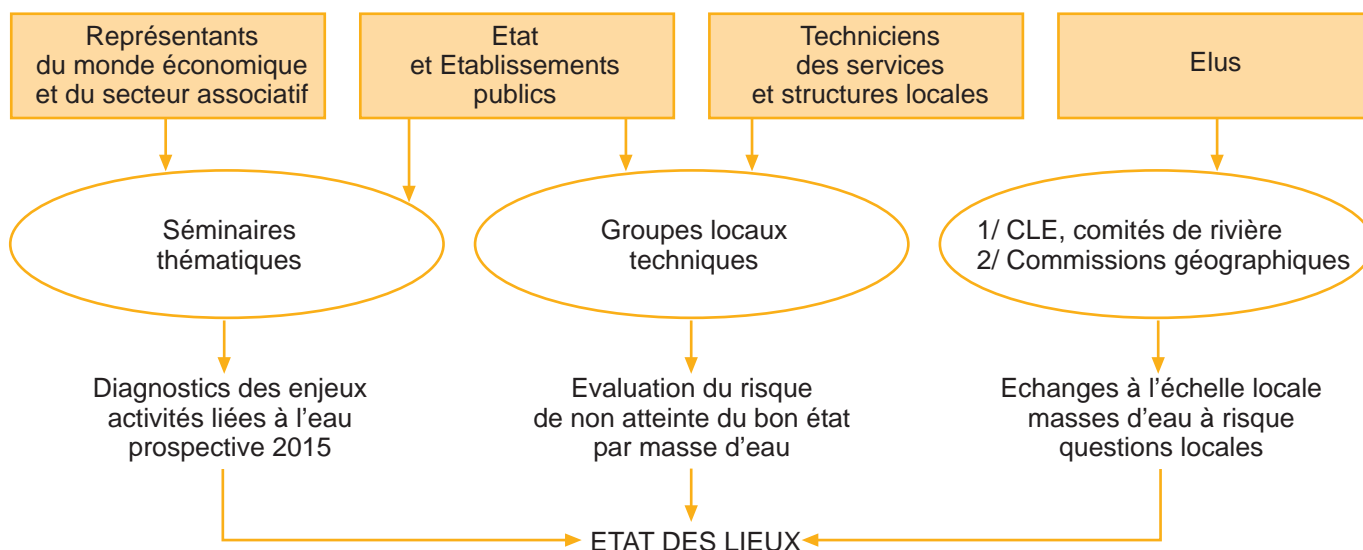 Représentants
du monde économique
et du secteur associatif
Etat
et Etablissements
publics
Techniciens
des services
et structures locales
Elus
Séminaires
thématiques
Groupes locaux
techniques
1/ CLE, comités de rivière
2/ Commissions géographiques
Diagnostics des enjeux
activités liées à l’eau
prospective 2015
Evaluation du risque
de non atteinte du bon état
par masse d’eau
Echanges à l’échelle locale
masses d’eau à risque
questions locales
ETAT DES LIEUX